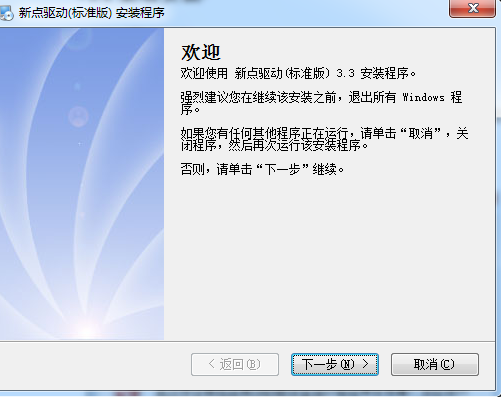 新点驱动(标准版) 安装程序
欢迎
欢迎使用 新点驱动(标准版) 3.3 安装程序。
强烈建议您在继续该安装之前，退出所有 Windows 程
序。
如果您有任何其他程序正在运行，请单击“取消”，关
闭程序，然后再次运行该安装程序。
否则，请单击“下一步”继续。
< 返回(B)
下一步(N) >
取消(C)